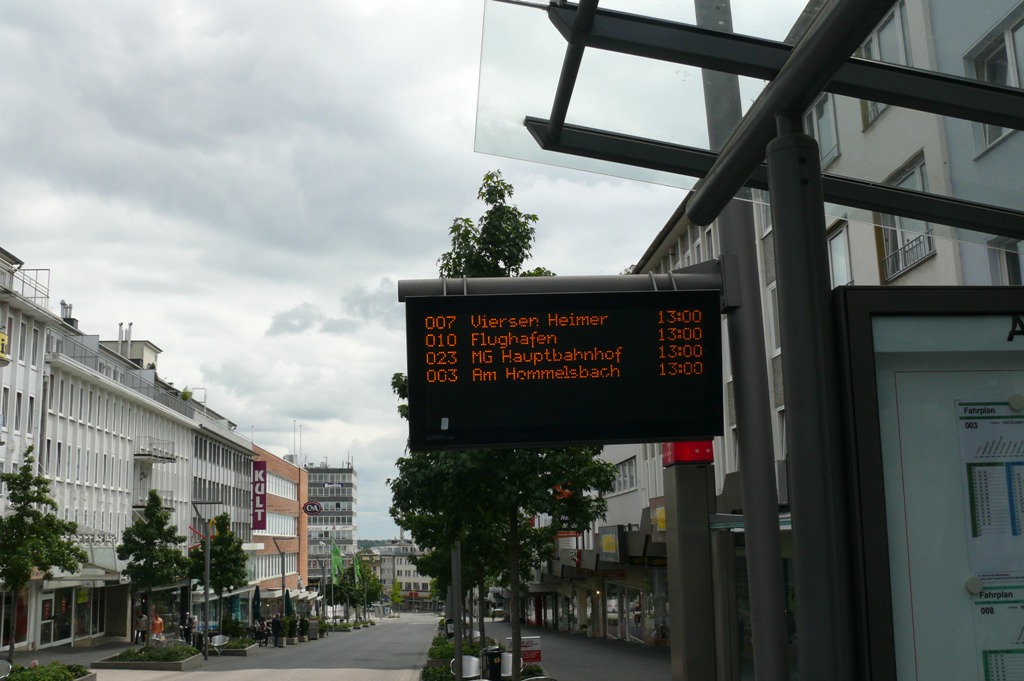 007 Viersen Heimer 13:00
010 Flughafen 13:00
023 MG Hauptbahnhof 13:00
003 Am Hommelsbach 13:00
KULT
C&A
Fahrplan
003
Fahrplan
008